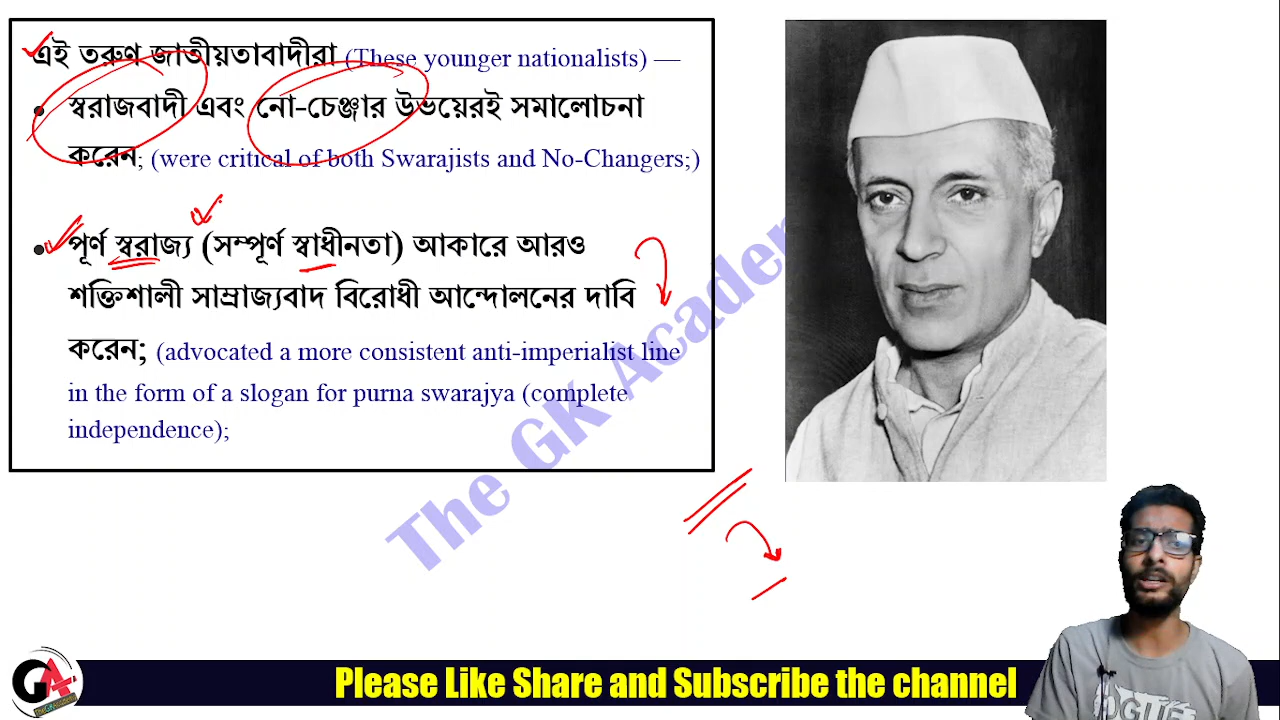 এই তরুণ জাতীয়তাবাদীরা (These younger nationalists) —
• স্বরাজবাদী এবং নো-চেঞ্জার উভয়েরই সমালোচনা
করেন; (were critical of both Swarajists and No-Changers;)
• পূর্ণ স্বরাজ্য (সম্পূর্ণ স্বাধীনতা) আকারে আরও
শক্তিশালী সাম্রাজ্যবাদ বিরোধী আন্দোলনের দাবি
করেন; (advocated a more consistent anti-imperialist line
in the form of a slogan for purna swarajya (complete
independence);
The GK Academ
GA
Please Like Share and Subscribe the channel